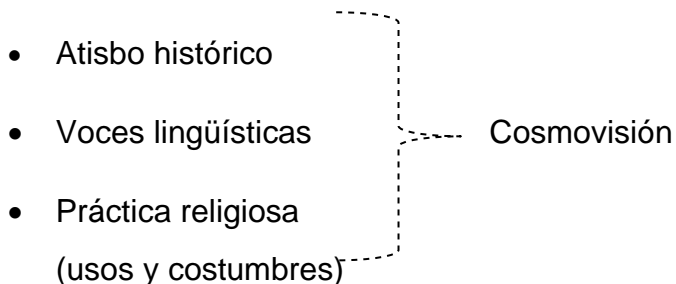 • Atisbo histórico
• Voces lingüísticas
Cosmovisión
• Práctica religiosa
(usos y costumbres)